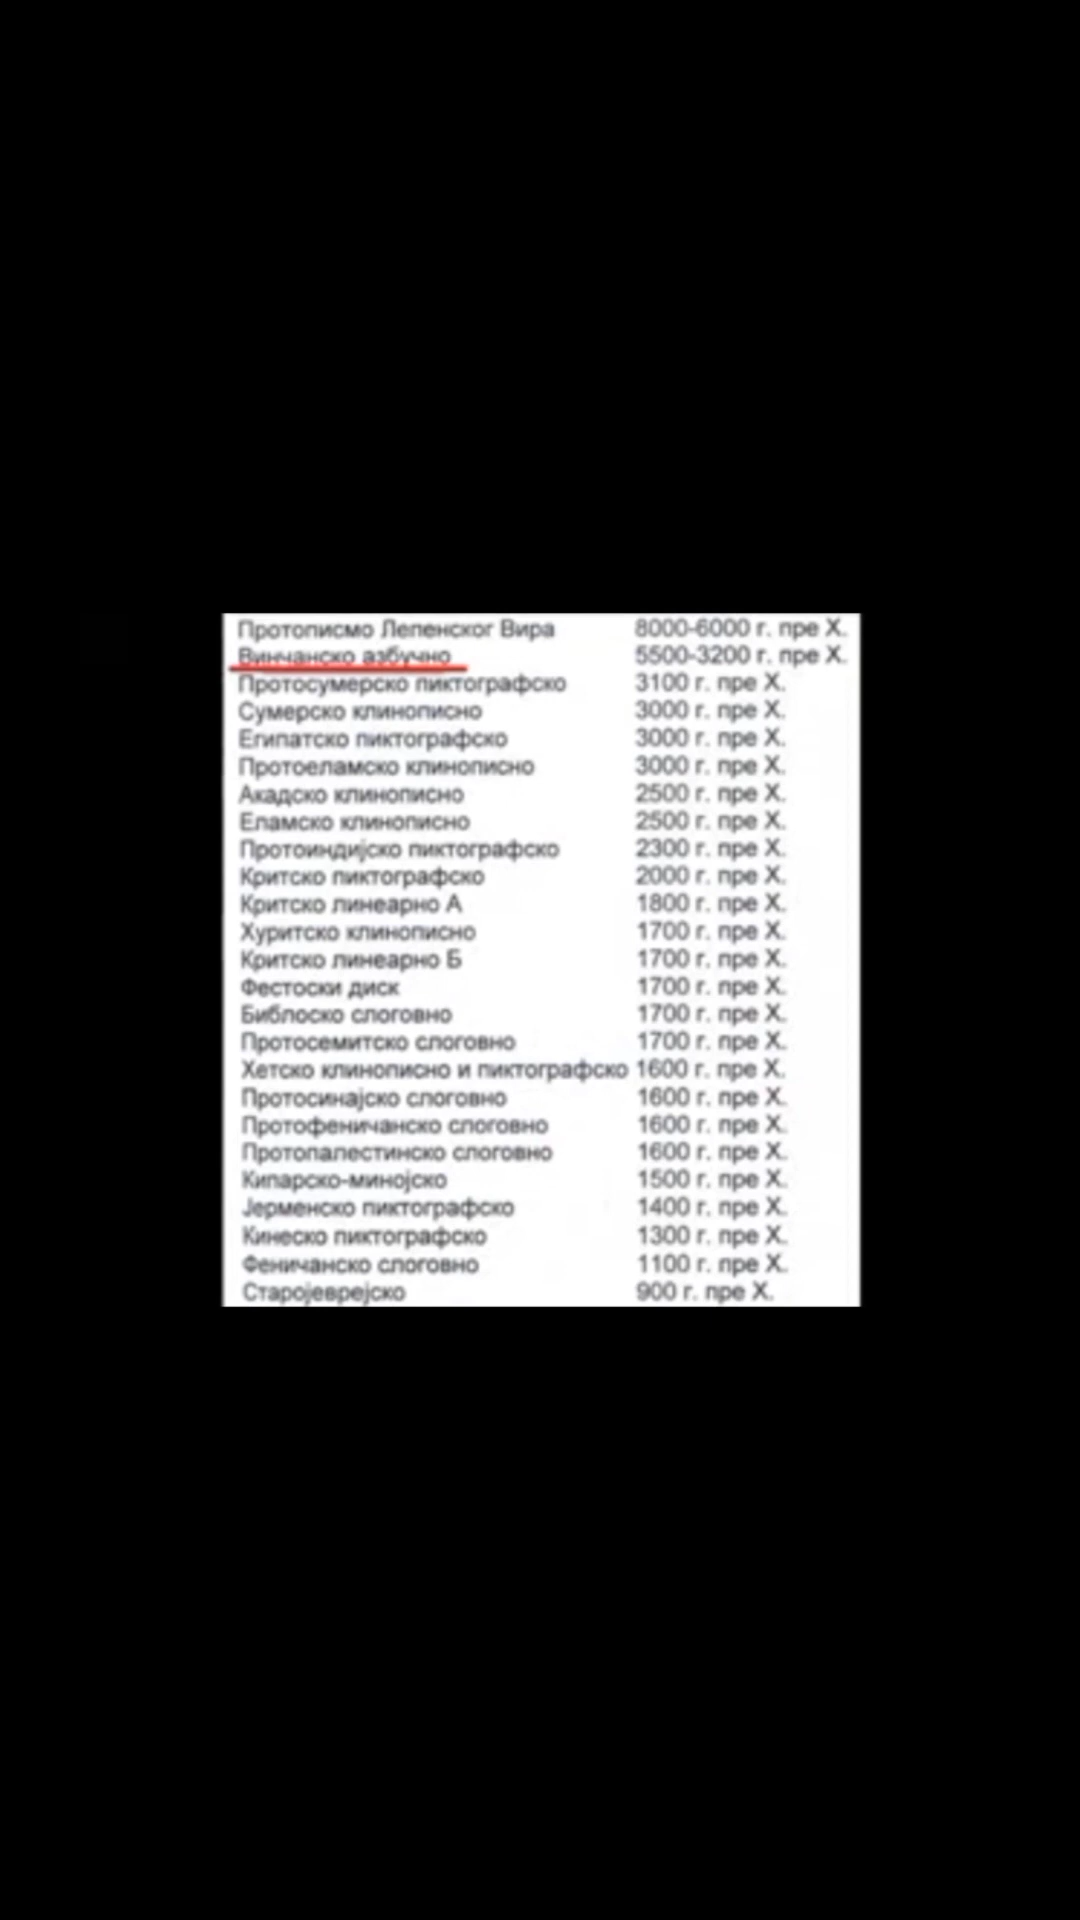 Протописмо Лепенског Вира 8000-6000 г. пре Х.
Винчанско азбучно 5500-3200 г. пре Х.
Протосумерско пиктографско 3100 г. пре Х.
Сумерско клинописно 3000 г. пре Х.
Египатско пиктографско 3000 г. пре Х.
Протоеламско клинописно 3000 г. пре Х.
Акадско клинописно 2500 г. пре Х.
Еламско клинописно 2500 г. пре Х.
Протоиндијско пиктографско 2300 г. пре Х.
Критско пиктографско 2000 г. пре Х.
Критско линеарно А 1800 г. пре Х.
Хуритско клинописно 1700 г. пре Х.
Критско линеарно Б 1700 г. пре Х.
Фестоски диск 1700 г. пре Х.
Библоско слоговно 1700 г. пре Х.
Протосемитско слоговно 1700 г. пре Х.
Хетско клинописно и пиктографско 1600 г. пре Х.
Протосинајско слоговно 1600 г. пре Х.
Протофеничанско слоговно 1600 г. пре Х.
Протопалестинско слоговно 1600 г. пре Х.
Кипарско-минојско 1500 г. пре Х.
Јерменско пиктографско 1400 г. пре Х.
Кинеско пиктографско 1300 г. пре Х.
Феничанско слоговно 1100 г. пре Х.
Старојеврејско 900 г. пре Х.